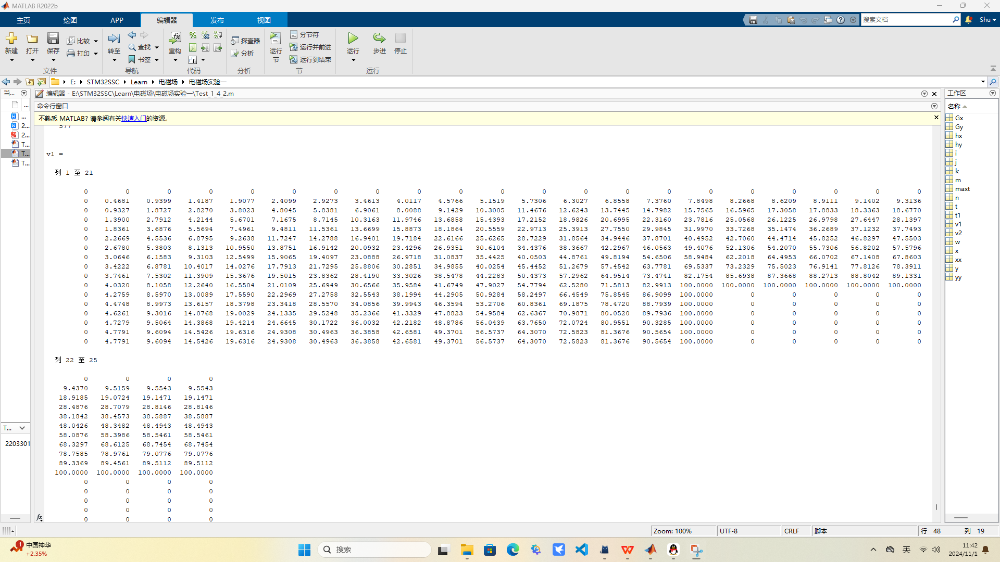 MATLAB R2022b
主页 绘图 APP 编辑器 发布 视图 搜索文档 Shu
新建 打开 保存 比较 打印 转至 查找 书签 重构 探查器 分析 运行节 分节符 运行并前进 运行到结束 运行 步进 停止
文件 导航 代码 分析 节 运行
E: STM32SSC Learn 电磁场 电磁场实验一
当... 编辑器 - E:\STM32SSC\Learn\电磁场\电磁场实验一\Test_1_4_2.m 工作区
命令行窗口
不熟悉 MATLAB? 请参阅有关快速入门的资源。
...
...
2...
2...
T...
T...
T...
T...
2203301
577
v1 =
列 1 至 21
0 0 0 0 0 0 0 0 0 0 0 0 0 0 0 0 0 0 0 0 0
0 0.4681 0.9399 1.4187 1.9077 2.4099 2.9273 3.4613 4.0117 4.5766 5.1519 5.7306 6.3027 6.8558 7.3760 7.8498 8.2668 8.6209 8.9111 9.1402 9.3136
0 0.9327 1.8727 2.8270 3.8023 4.8045 5.8381 6.9061 8.0088 9.1429 10.3005 11.4676 12.6243 13.7445 14.7982 15.7565 16.5965 17.3058 17.8833 18.3363 18.6770
0 1.3900 2.7912 4.2144 5.6701 7.1675 8.7145 10.3163 11.9746 13.6858 15.4393 17.2152 18.9826 20.6995 22.3160 23.7816 25.0568 26.1225 26.9798 27.6447 28.1397
0 1.8361 3.6876 5.5694 7.4961 9.4811 11.5361 13.6699 15.8873 18.1864 20.5559 22.9713 25.3913 27.7550 29.9845 31.9970 33.7268 35.1474 36.2689 37.1232 37.7493
0 2.2669 4.5536 6.8795 9.2638 11.7247 14.2788 16.9401 19.7184 22.6166 25.6265 28.7229 31.8564 34.9446 37.8701 40.4952 42.7060 44.4714 45.8252 46.8297 47.5503
0 2.6780 5.3803 8.1313 10.9550 13.8751 16.9142 20.0932 23.4296 26.9351 30.6104 34.4376 38.3667 42.2967 46.0563 49.4076 52.1306 54.2070 55.7306 56.8202 57.5796
0 3.0646 6.1583 9.3103 12.5499 15.9065 19.4097 23.0888 26.9718 31.0837 35.4425 40.0503 44.8761 49.8194 54.6506 58.9484 62.2018 64.4953 66.0702 67.1408 67.8603
0 3.4222 6.8781 10.4017 14.0276 17.7913 21.7295 25.8806 30.2851 34.9855 40.0254 45.4452 51.2679 57.4542 63.7781 69.5337 73.2329 75.5023 76.9141 77.8126 78.3911
0 3.7461 7.5302 11.3909 15.3676 19.5015 23.8362 28.4190 33.3026 38.5478 44.2283 50.4373 57.2962 64.9514 73.4741 82.1754 85.6938 87.3668 88.2713 88.8042 89.1331
0 4.0320 8.1058 12.2640 16.5504 21.0109 25.6949 30.6566 35.9584 41.6749 47.9027 54.7794 62.5280 71.5813 82.9913 100.0000 100.0000 100.0000 100.0000 100.0000 100.0000
0 4.2759 8.5970 13.0089 17.5590 22.2969 27.2758 32.5543 38.1994 44.2905 50.9284 58.2497 66.4549 75.8545 86.9099 100.0000 0 0 0 0 0
0 4.4748 8.9973 13.6157 18.3798 23.3418 28.5570 34.0856 39.9943 46.3594 53.2706 60.8361 69.1875 78.4720 88.7939 100.0000 0 0 0 0 0
0 4.6261 9.3016 14.0768 19.0029 24.1335 29.5248 35.2366 41.3329 47.8823 54.9584 62.6367 70.9871 80.0520 89.7936 100.0000 0 0 0 0 0
0 4.7279 9.5064 14.3868 19.4214 24.6645 30.1722 36.0032 42.2182 48.8786 56.0439 63.7650 72.0724 80.9551 90.3285 100.0000 0 0 0 0 0
0 4.7791 9.6094 14.5426 19.6316 24.9308 30.4963 36.3858 42.6581 49.3701 56.5737 64.3070 72.5823 81.3676 90.5654 100.0000 0 0 0 0 0
0 4.7791 9.6094 14.5426 19.6316 24.9308 30.4963 36.3858 42.6581 49.3701 56.5737 64.3070 72.5823 81.3676 90.5654 100.0000 0 0 0 0 0
列 22 至 25
0 0 0 0
9.4370 9.5159 9.5543 9.5543
18.9185 19.0724 19.1471 19.1471
28.4876 28.7079 28.8146 28.8146
38.1842 38.4573 38.5887 38.5887
48.0426 48.3482 48.4943 48.4943
58.0876 58.3986 58.5461 58.5461
68.3297 68.6125 68.7454 68.7454
78.7585 78.9761 79.0776 79.0776
89.3369 89.4561 89.5112 89.5112
100.0000 100.0000 100.0000 100.0000
0 0 0 0
0 0 0 0
0 0 0 0
0 0 0 0
0 0 0 0
fx
名称
Gx
Gy
hx
hy
i
j
k
m
maxt
n
t
t1
v1
v2
w
x
xx
y
yy
Zoom: 100% UTF-8 CRLF 脚本 行 48 列 19
1 中国神华
+2.35%
搜索
英
11:42
2024/11/1